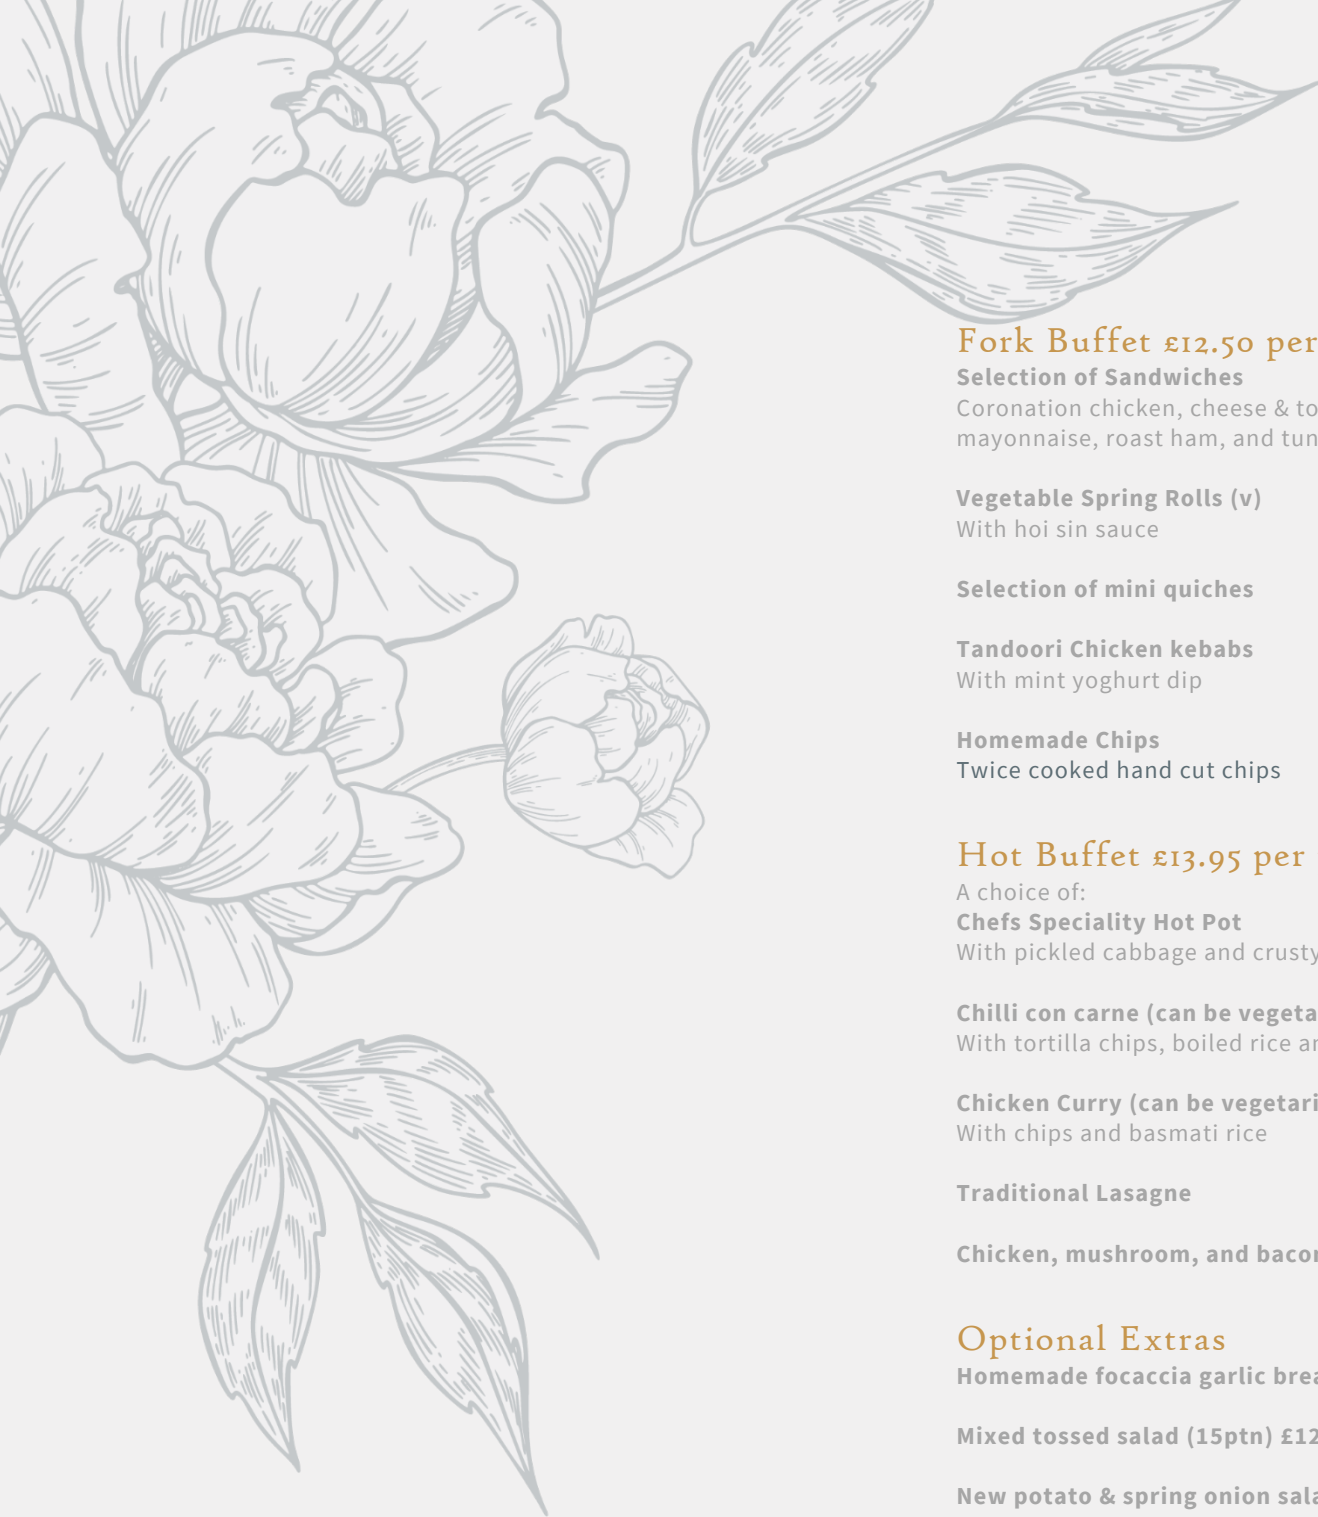 Fork Buffet £12.50 per
Selection of Sandwiches
Coronation chicken, cheese & to
mayonnaise, roast ham, and tun
Vegetable Spring Rolls (v)
With hoi sin sauce
Selection of mini quiches
Tandoori Chicken kebabs
With mint yoghurt dip
Homemade Chips
Twice cooked hand cut chips
Hot Buffet £13.95 per
A choice of:
Chefs Speciality Hot Pot
With pickled cabbage and crusty
Chilli con carne (can be vegeta
With tortilla chips, boiled rice
Chicken Curry (can be vegetari
With chips and basmati rice
Traditional Lasagne
Chicken, mushroom, and bacon
Optional Extras
Homemade focaccia garlic brea
Mixed tossed salad (15ptn) £12
New potato & spring onion sala